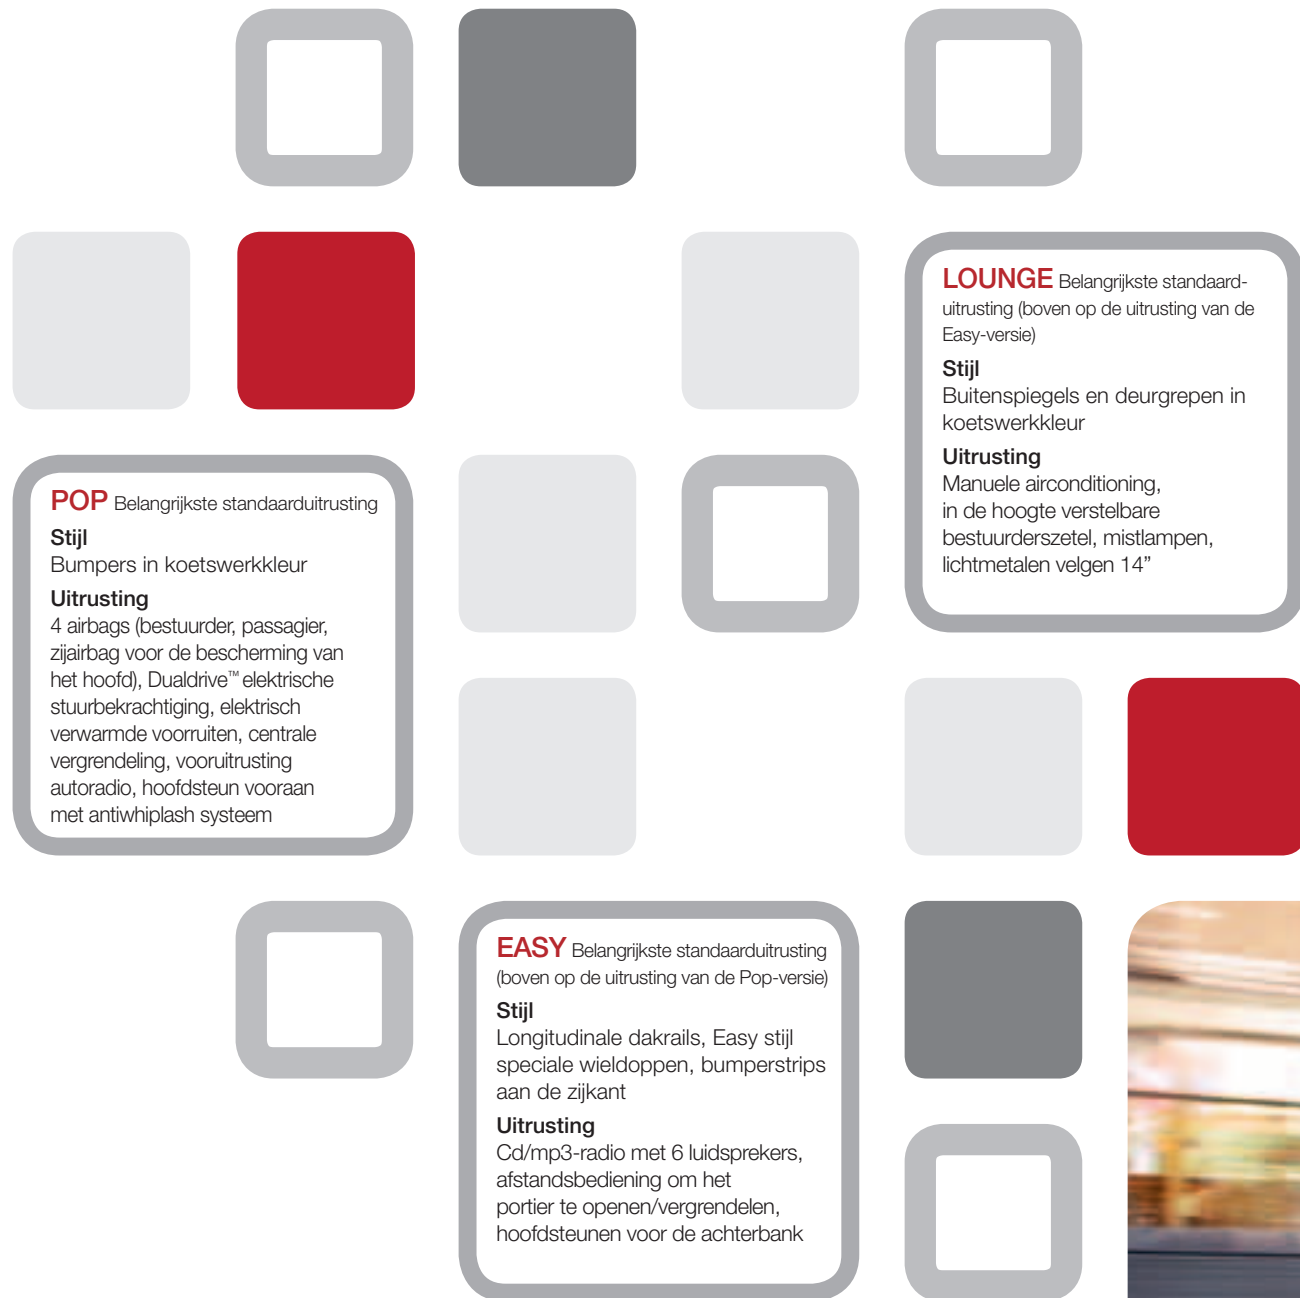 LOUNGE Belangrijkste standaard-
uitrusting (boven op de uitrusting van de
Easy-versie)
Stijl
Buitenspiegels en deurgrepen in
koetswerkkleur
Uitrusting
Manuele airconditioning,
in de hoogte verstelbare
bestuurderszetel, mistlampen,
lichtmetalen velgen 14”
POP Belangrijkste standaarduitrusting
Stijl
Bumpers in koetswerkkleur
Uitrusting
4 airbags (bestuurder, passagier,
zijairbag voor de bescherming van
het hoofd), Dualdrive™ elektrische
stuurbekrachtiging, elektrisch
verwarmde voorruiten, centrale
vergrendeling, vooruitrusting
autoradio, hoofdsteun vooraan
met antiwhiplash systeem
EASY Belangrijkste standaarduitrusting
(boven op de uitrusting van de Pop-versie)
Stijl
Longitudinale dakrails, Easy stijl
speciale wieldoppen, bumperstrips
aan de zijkant
Uitrusting
Cd/mp3-radio met 6 luidsprekers,
afstandsbediening om het
portier te openen/vergrendelen,
hoofdsteunen voor de achterbank